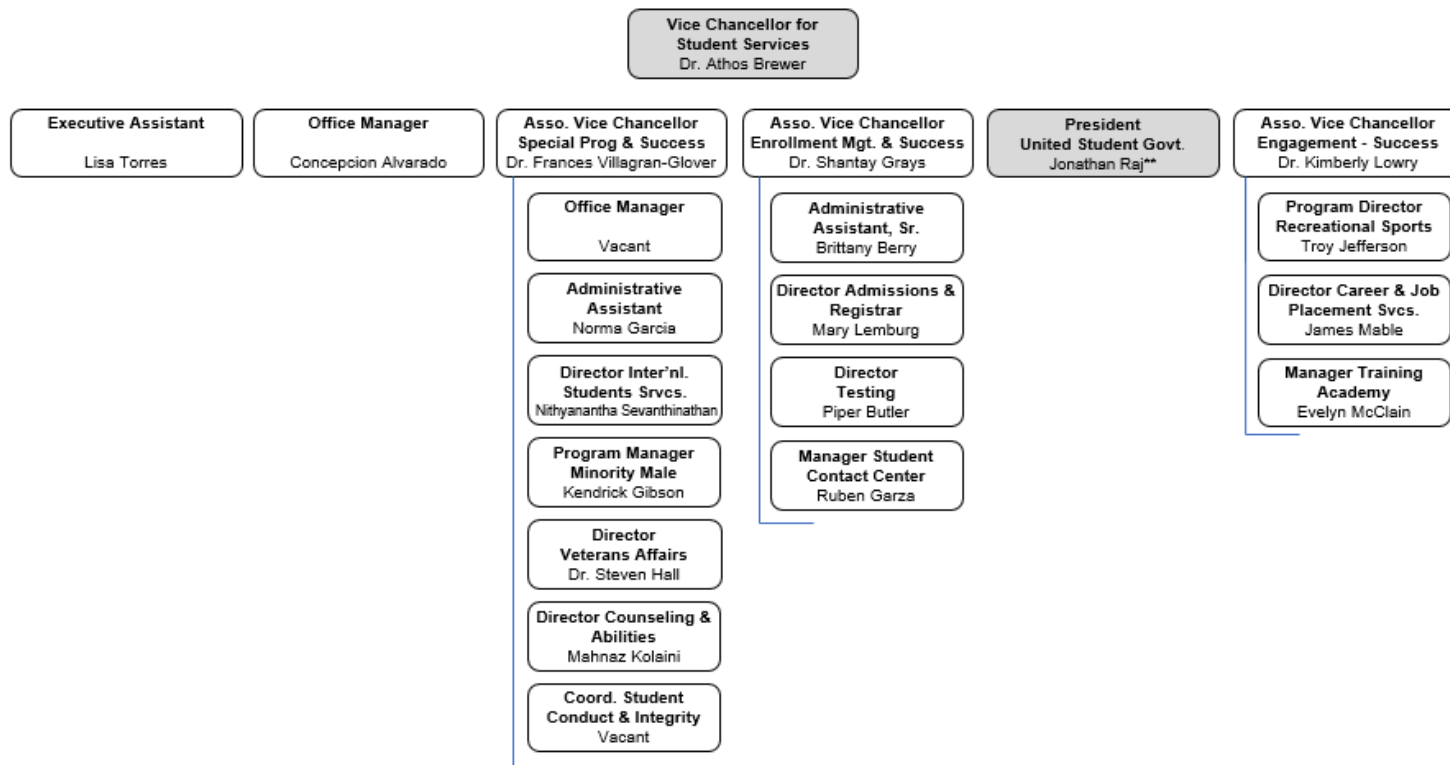 Vice Chancellor for
Student Services
Dr. Athos Brewer
Executive Assistant
Lisa Torres
Office Manager
Concepcion Alvarado
Asso. Vice Chancellor
Special Prog & Success
Dr. Frances Villagran-Glover
Asso. Vice Chancellor
Enrollment Mgt. & Success
Dr. Shantay Grays
President
United Student Govt.
Jonathan Raj**
Asso. Vice Chancellor
Engagement - Success
Dr. Kimberly Lowry
Office Manager
Vacant
Administrative
Assistant
Norma Garcia
Director Inter'nl.
Students Srvcs.
Nithyanantha Sevanthinathan
Program Manager
Minority Male
Kendrick Gibson
Director
Veterans Affairs
Dr. Steven Hall
Director Counseling &
Abilities
Mahnaz Kolaini
Coord. Student
Conduct & Integrity
Vacant
Administrative
Assistant, Sr.
Brittany Berry
Director Admissions &
Registrar
Mary Lemburg
Director
Testing
Piper Butler
Manager Student
Contact Center
Ruben Garza
Program Director
Recreational Sports
Troy Jefferson
Director Career & Job
Placement Svcs.
James Mable
Manager Training
Academy
Evelyn McClain